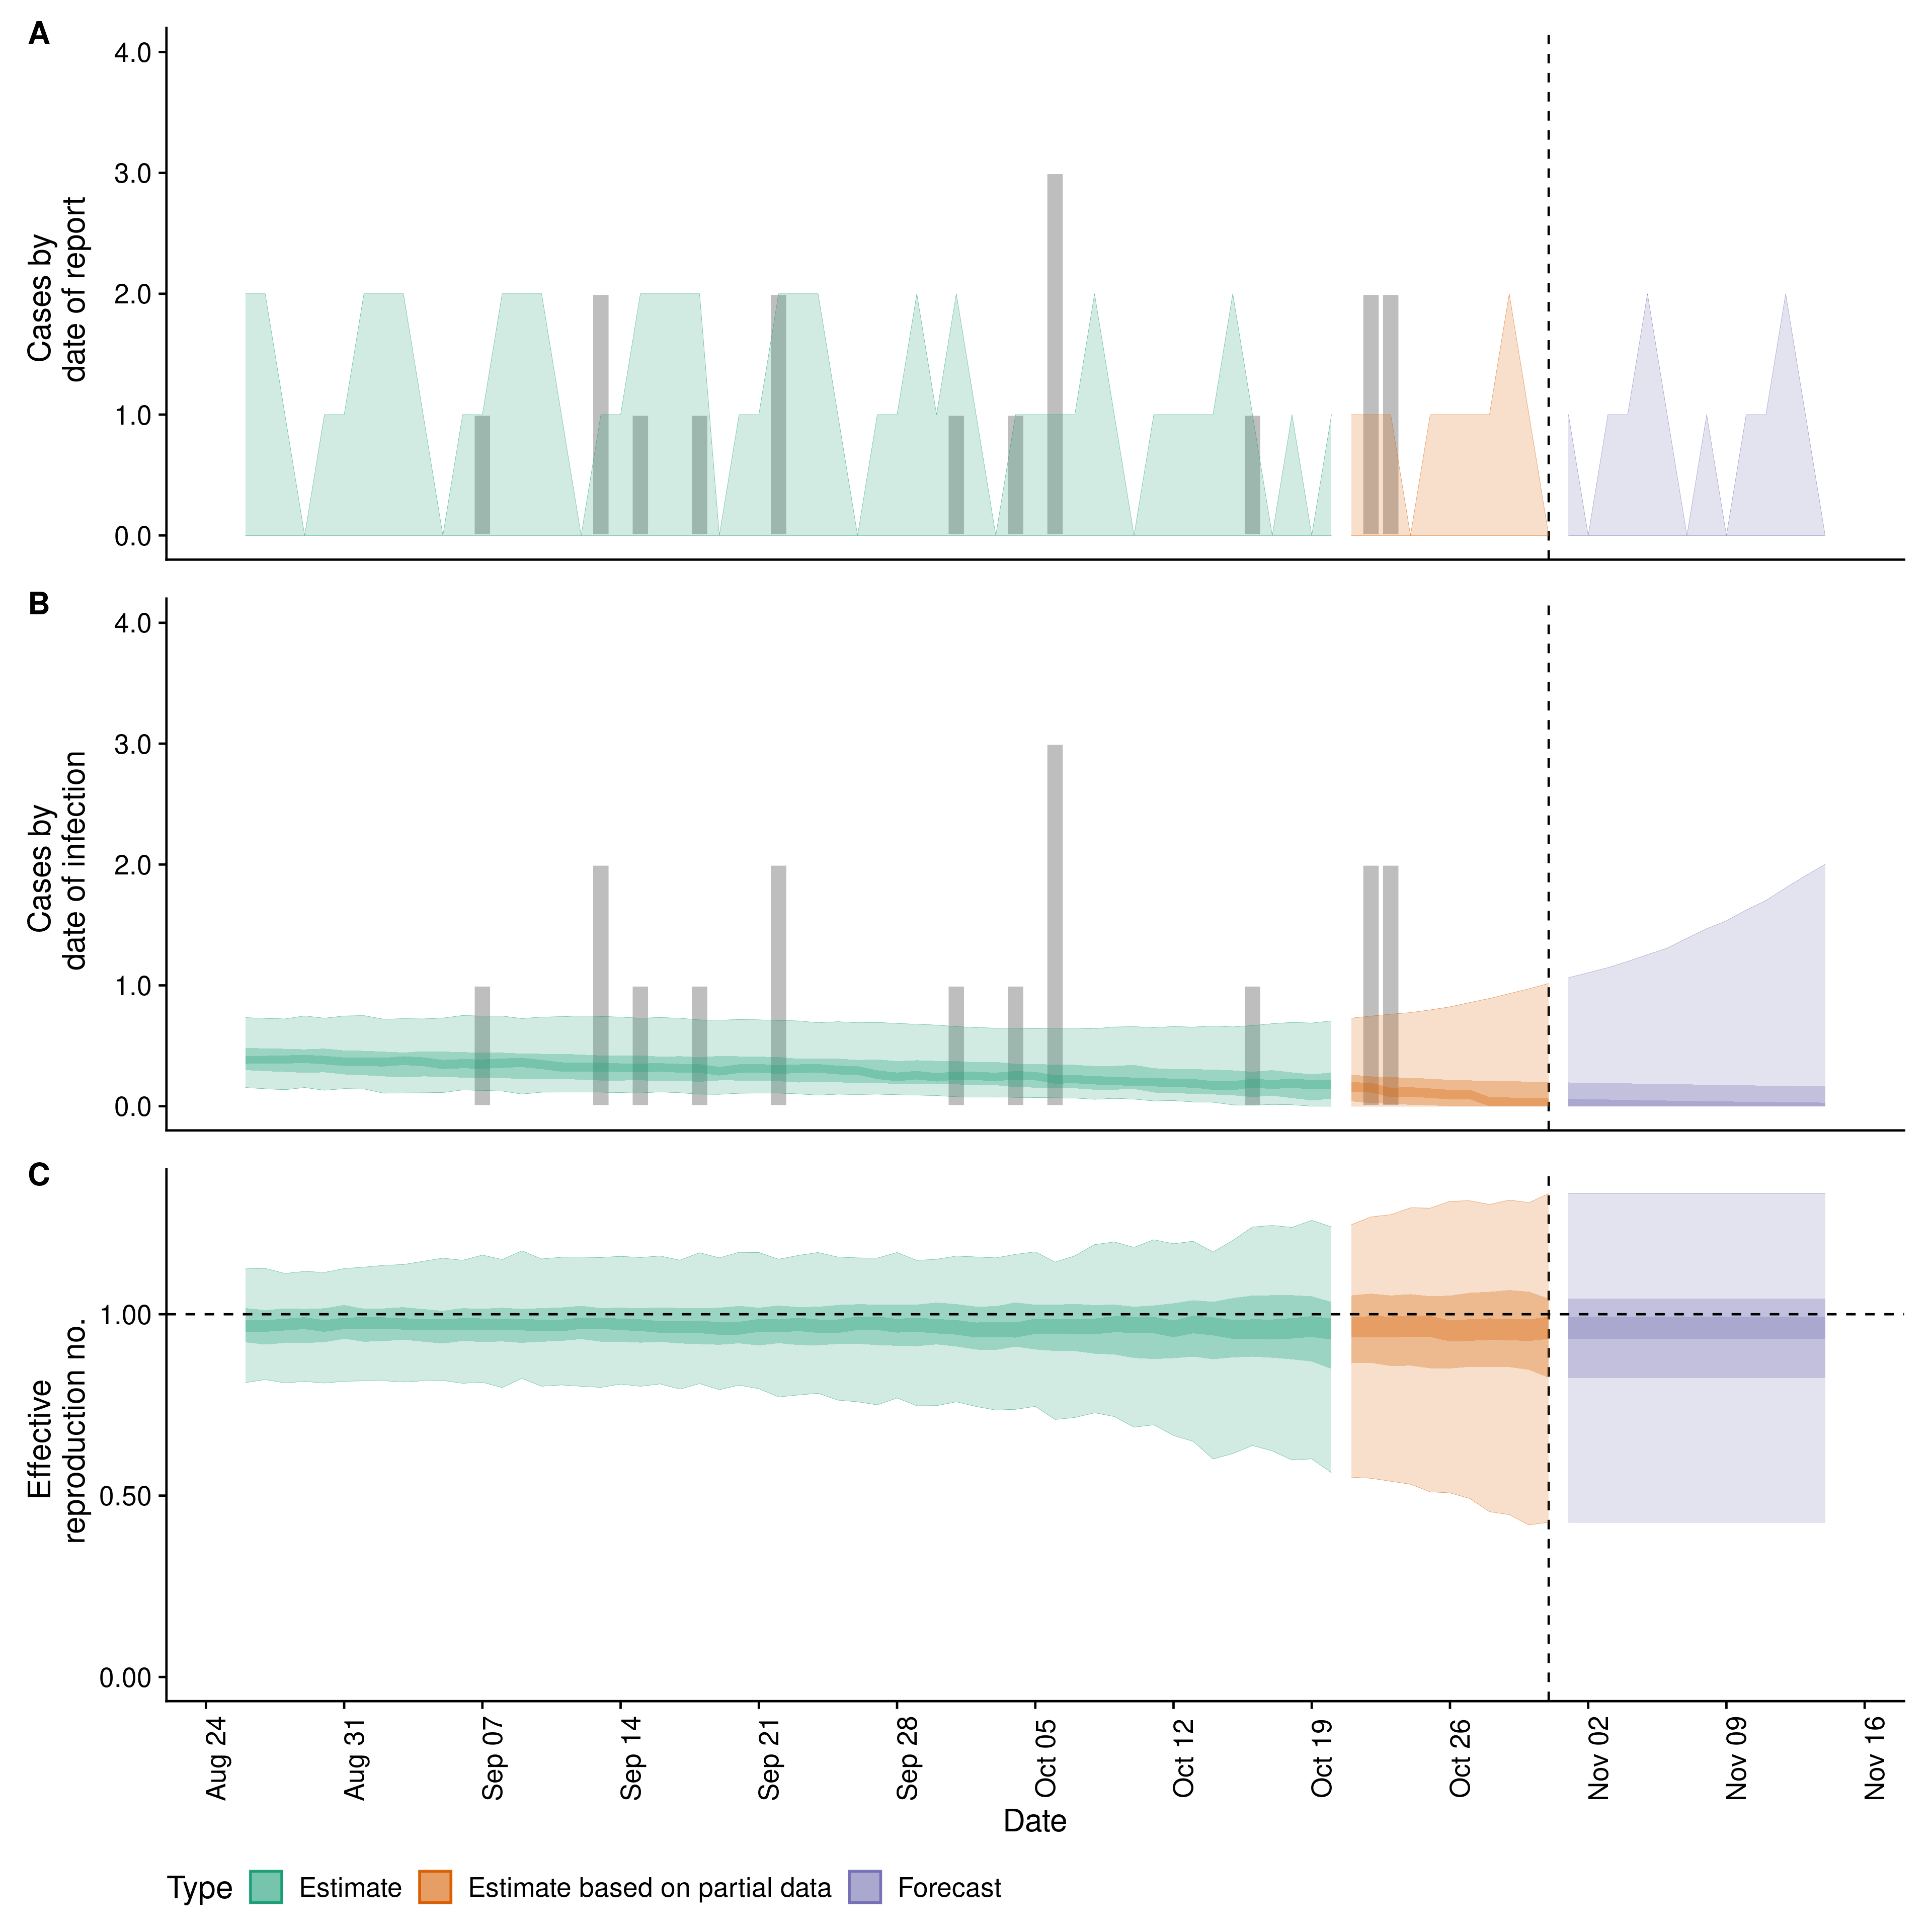 A
4.0
3.0
2.0
1.0
0.0
Cases by
date of report
B
4.0
3.0
2.0
1.0
0.0
Cases by
date of infection
C
1.00
0.50
0.00
Effective
reproduction no.
Aug 24
Aug 31
Sep 07
Sep 14
Sep 21
Sep 28
Oct 05
Oct 12
Oct 19
Oct 26
Nov 02
Nov 09
Nov 16
Date
Type Estimate Estimate based on partial data Forecast